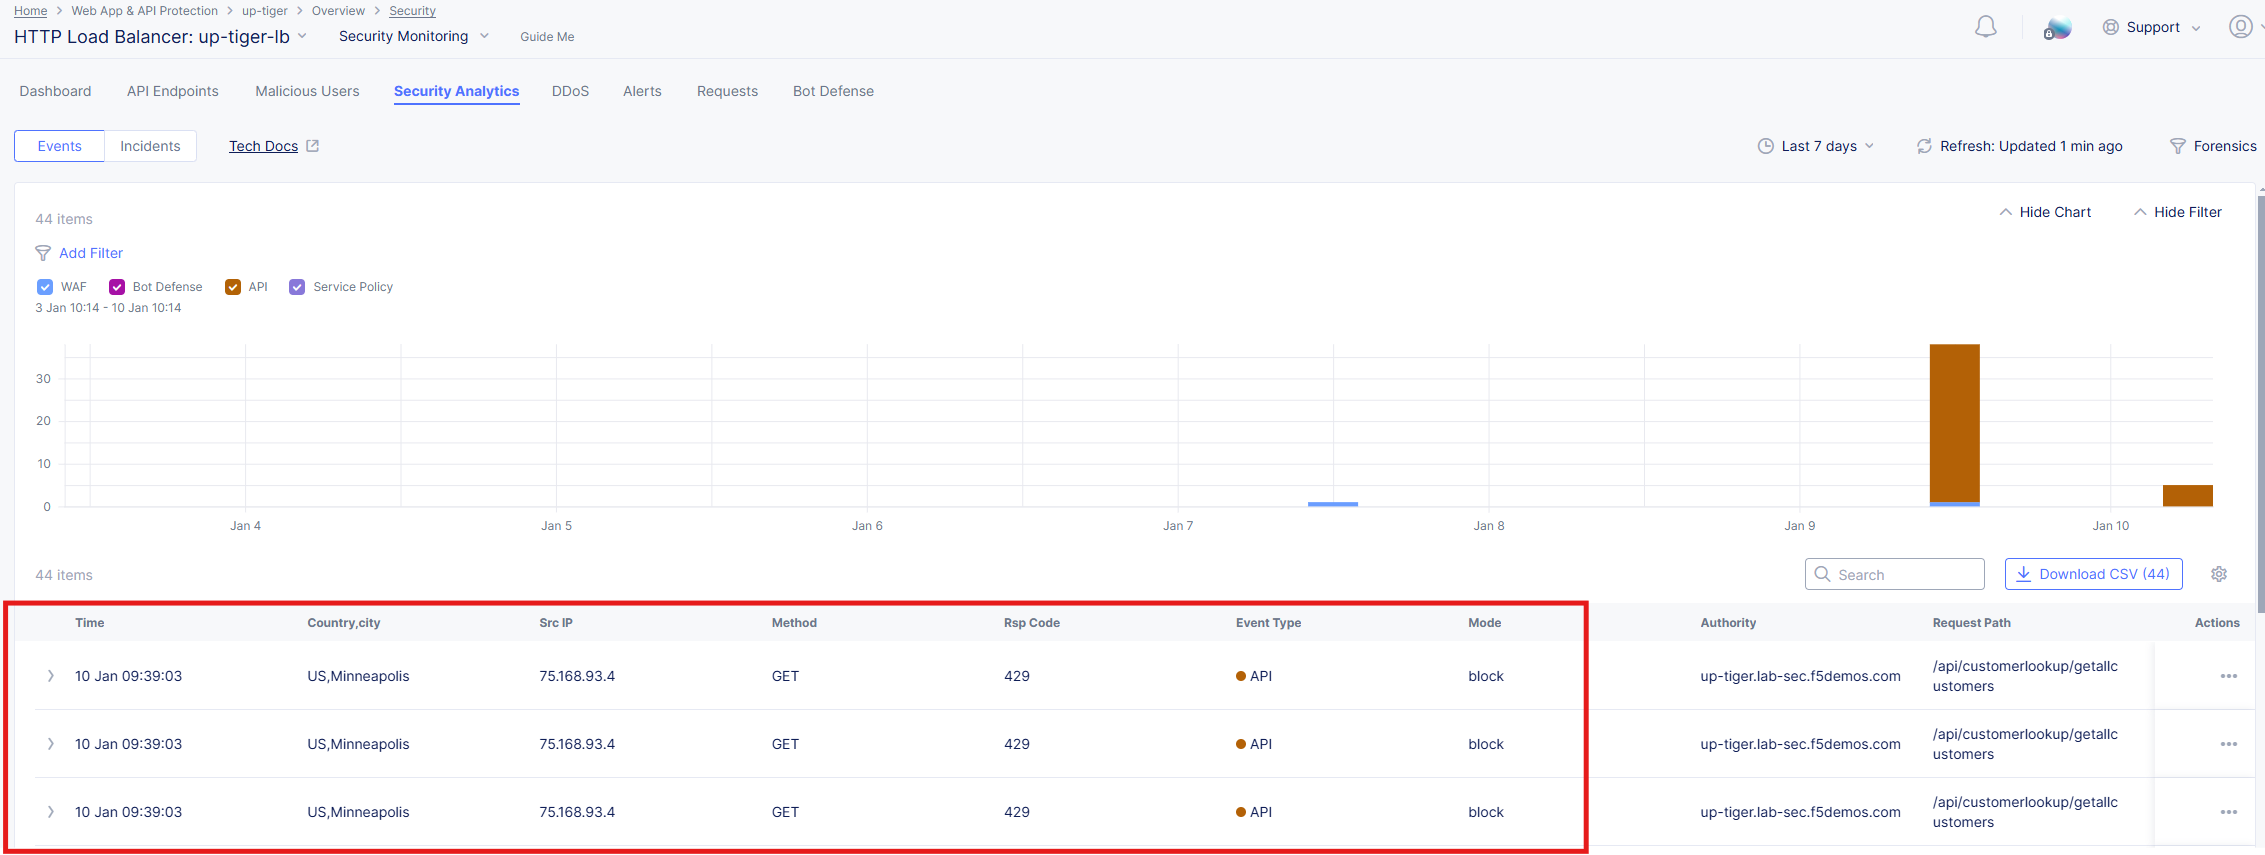 Home > Web App & API Protection > up-tiger > Overview > Security
HTTP Load Balancer: up-tiger-lb Security Monitoring Guide Me
Support
Dashboard API Endpoints Malicious Users Security Analytics DDoS Alerts Requests Bot Defense
Events Incidents Tech Docs
Last 7 days Refresh: Updated 1 min ago Forensics
44 items
Hide Chart Hide Filter
Add Filter
WAF Bot Defense API Service Policy
3 Jan 10:14 - 10 Jan 10:14
30
20
10
0
Jan 4 Jan 5 Jan 6 Jan 7 Jan 8 Jan 9 Jan 10
44 items
Search Download CSV (44)
Time Country,city Src IP Method Rsp Code Event Type Mode Authority Request Path Actions
10 Jan 09:39:03 US,Minneapolis 75.168.93.4 GET 429 API block up-tiger.lab-sec.f5demos.com /api/customerlookup/getallc
ustomers
10 Jan 09:39:03 US,Minneapolis 75.168.93.4 GET 429 API block up-tiger.lab-sec.f5demos.com /api/customerlookup/getallc
ustomers
10 Jan 09:39:03 US,Minneapolis 75.168.93.4 GET 429 API block up-tiger.lab-sec.f5demos.com /api/customerlookup/getallc
ustomers